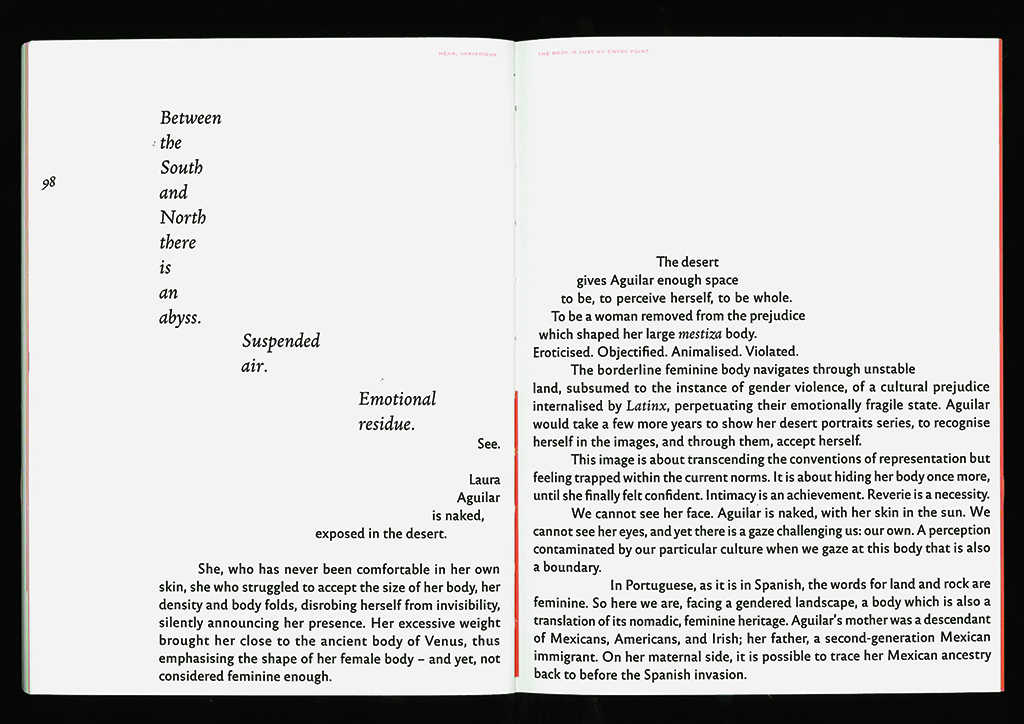 HEAR, VARIATIONS
98
Between
the
South
and
North
there
is
an
abyss.
Suspended
air.
Emotional
residue.
See.
Laura
Aguilar
is naked,
exposed in the desert.
She, who has never been comfortable in her own
skin, she who struggled to accept the size of her body, her
density and body folds, disrobing herself from invisibility,
silently announcing her presence. Her excessive weight
brought her close to the ancient body of Venus, thus
emphasising the shape of her female body – and yet, not
considered feminine enough.
THE BODY IS JUST AN ENTRY POINT
The desert
gives Aguilar enough space
to be, to perceive herself, to be whole.
To be a woman removed from the prejudice
which shaped her large mestiza body.
Eroticised. Objectified. Animalised. Violated.
The borderline feminine body navigates through unstable
land, subsumed to the instance of gender violence, of a cultural prejudice
internalised by Latinx, perpetuating their emotionally fragile state. Aguilar
would take a few more years to show her desert portraits series, to recognise
herself in the images, and through them, accept herself.
This image is about transcending the conventions of representation but
feeling trapped within the current norms. It is about hiding her body once more,
until she finally felt confident. Intimacy is an achievement. Reverie is a necessity.
We cannot see her face. Aguilar is naked, with her skin in the sun. We
cannot see her eyes, and yet there is a gaze challenging us: our own. A perception
contaminated by our particular culture when we gaze at this body that is also
a boundary.
In Portuguese, as it is in Spanish, the words for land and rock are
feminine. So here we are, facing a gendered landscape, a body which is also a
translation of its nomadic, feminine heritage. Aguilar's mother was a descendant
of Mexicans, Americans, and Irish; her father, a second-generation Mexican
immigrant. On her maternal side, it is possible to trace her Mexican ancestry
back to before the Spanish invasion.